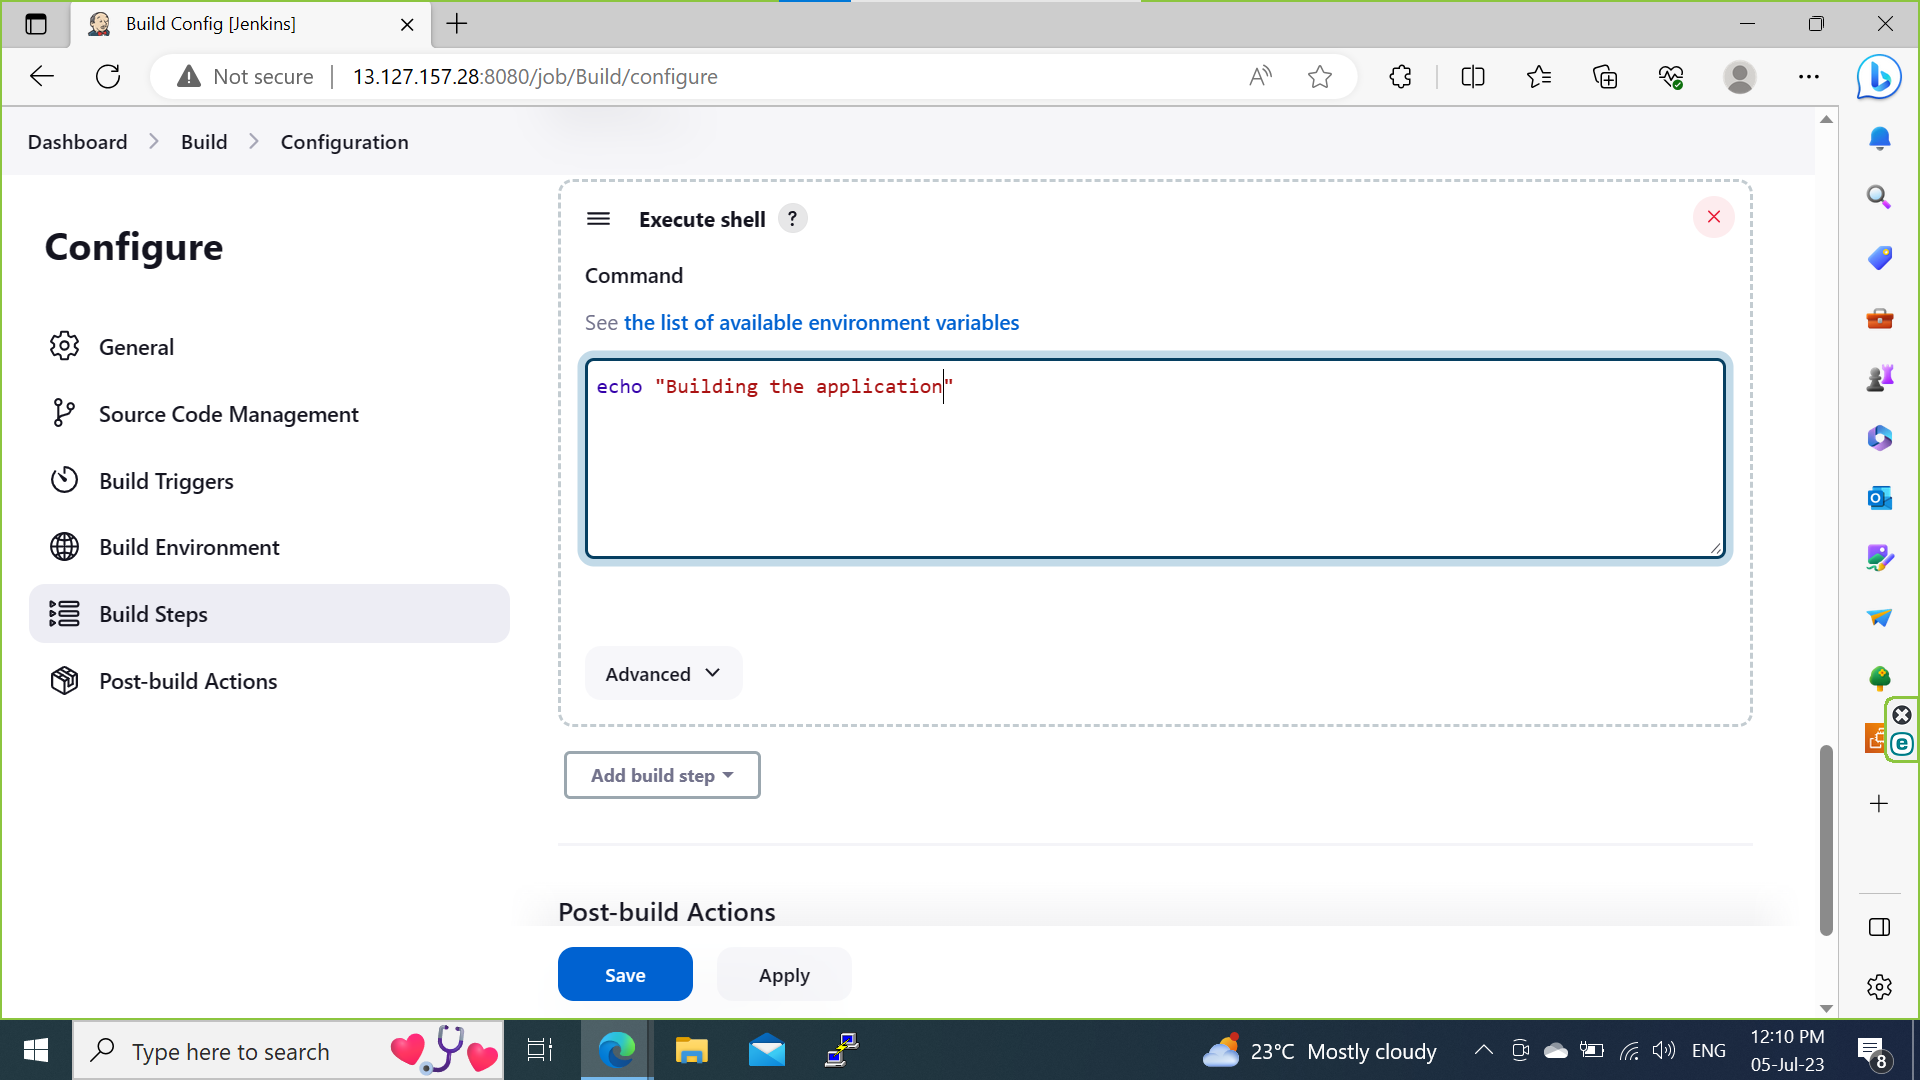 Build Config [Jenkins]
Not secure
13.127.157.28:8080/job/Build/configure
Dashboard
Build
Configuration
Configure
General
Source Code Management
Build Triggers
Build Environment
Build Steps
Post-build Actions
Execute shell ?
Command
See the list of available environment variables
echo "Building the application"
Advanced
Add build step
Post-build Actions
Save
Apply
Type here to search
23°C Mostly cloudy
ENG
12:10 PM
05-Jul-23
8